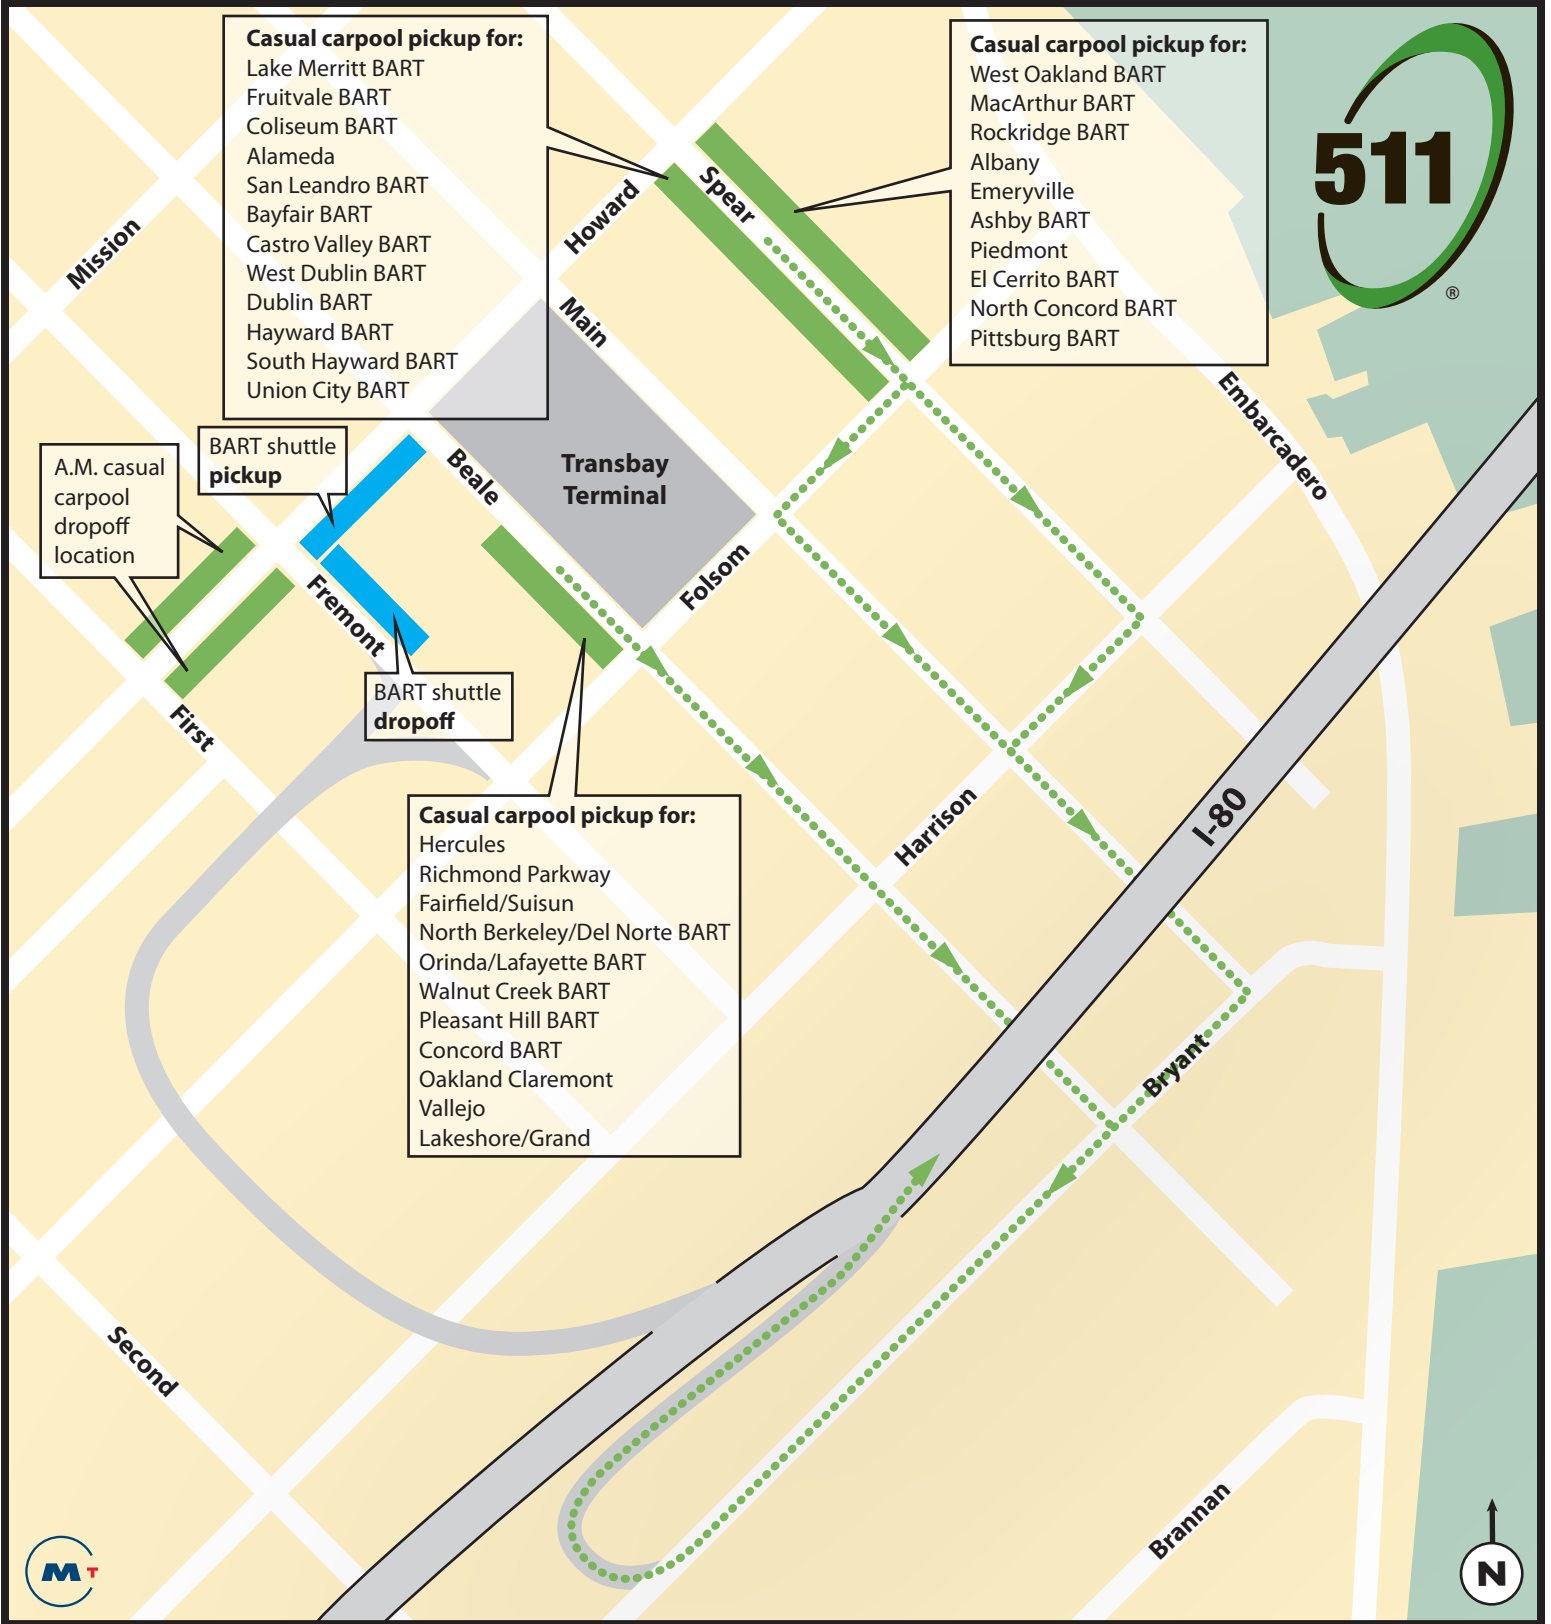 Casual carpool pickup for:
Lake Merritt BART
Fruitvale BART
Coliseum BART
Alameda
San Leandro BART
Bayfair BART
Castro Valley BART
West Dublin BART
Dublin BART
Hayward BART
South Hayward BART
Union City BART
Casual carpool pickup for:
West Oakland BART
MacArthur BART
Rockridge BART
Albany
Emeryville
Ashby BART
Piedmont
El Cerrito BART
North Concord BART
Pittsburg BART
511
®
Mission
Howard
Spear
Main
Embarcadero
BART shuttle
pickup
A.M. casual
carpool
dropoff
location
Beale
Transbay
Terminal
Folsom
Fremont
BART shuttle
dropoff
First
Casual carpool pickup for:
Hercules
Richmond Parkway
Fairfield/Suisun
North Berkeley/Del Norte BART
Orinda/Lafayette BART
Walnut Creek BART
Pleasant Hill BART
Concord BART
Oakland Claremont
Vallejo
Lakeshore/Grand
Harrison
I-80
Bryant
Second
Brannan
M T
N